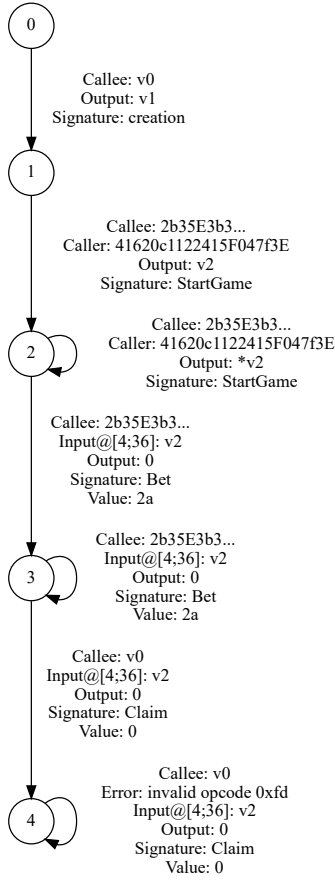 0
Callee: v0
Output: v1
Signature: creation
1
Callee: 2b35E3b3...
Caller: 41620c1122415F047f3E
Output: v2
Signature: StartGame
Callee: 2b35E3b3...
Caller: 41620c1122415F047f3E
Output: *v2
Signature: StartGame
2
Callee: 2b35E3b3...
Input@[4;36]: v2
Output: 0
Signature: Bet
Value: 2a
Callee: 2b35E3b3...
Input@[4;36]: v2
Output: 0
Signature: Bet
Value: 2a
3
Callee: v0
Input@[4;36]: v2
Output: 0
Signature: Claim
Value: 0
Callee: v0
Error: invalid opcode 0xfd
Input@[4;36]: v2
Output: 0
Signature: Claim
Value: 0
4